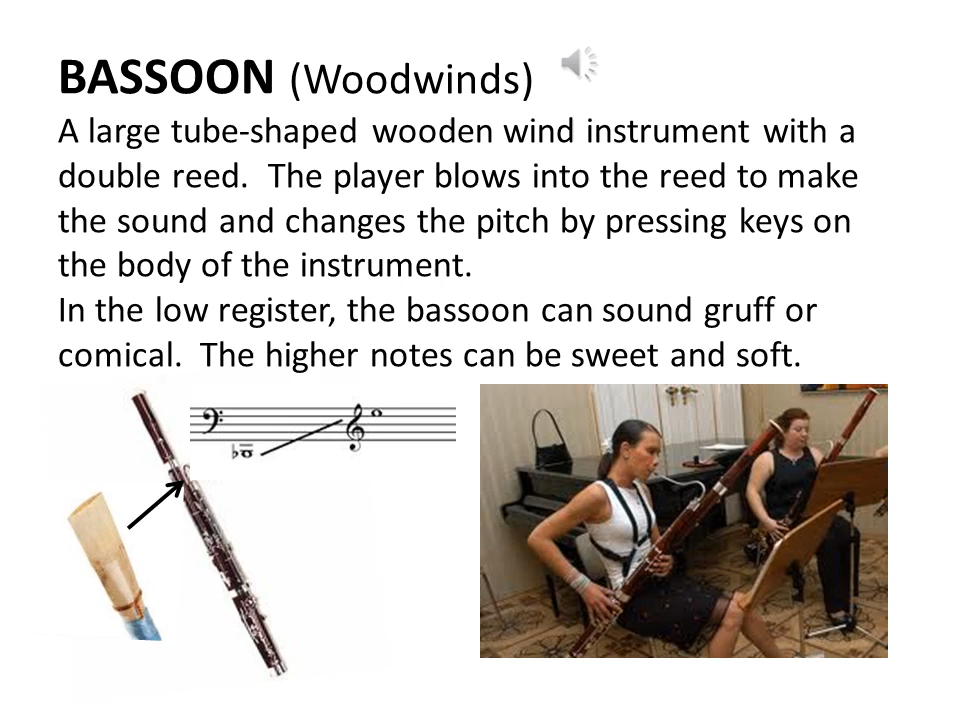 BASSOON (Woodwinds)
A large tube-shaped wooden wind instrument with a
double reed.  The player blows into the reed to make
the sound and changes the pitch by pressing keys on
the body of the instrument.
In the low register, the bassoon can sound gruff or
comical.  The higher notes can be sweet and soft.